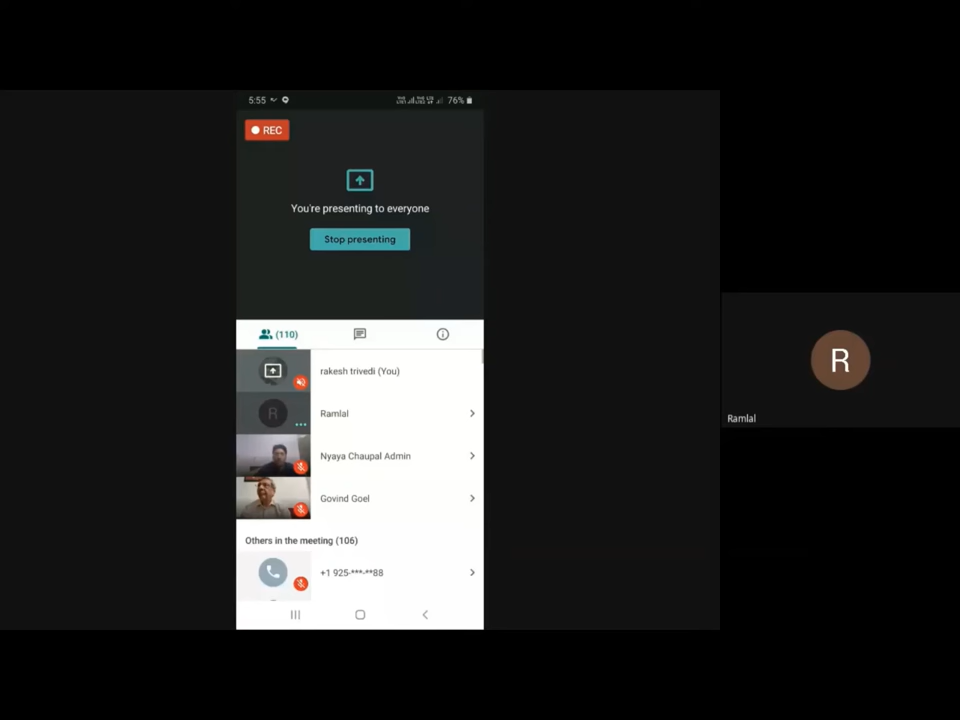 5:55
76%
REC
You're presenting to everyone
Stop presenting
(110)
rakesh trivedi (You)
R
Ramlal
Nyaya Chaupal Admin
Govind Goel
Others in the meeting (106)
+1 925-***-**88
R
Ramlal